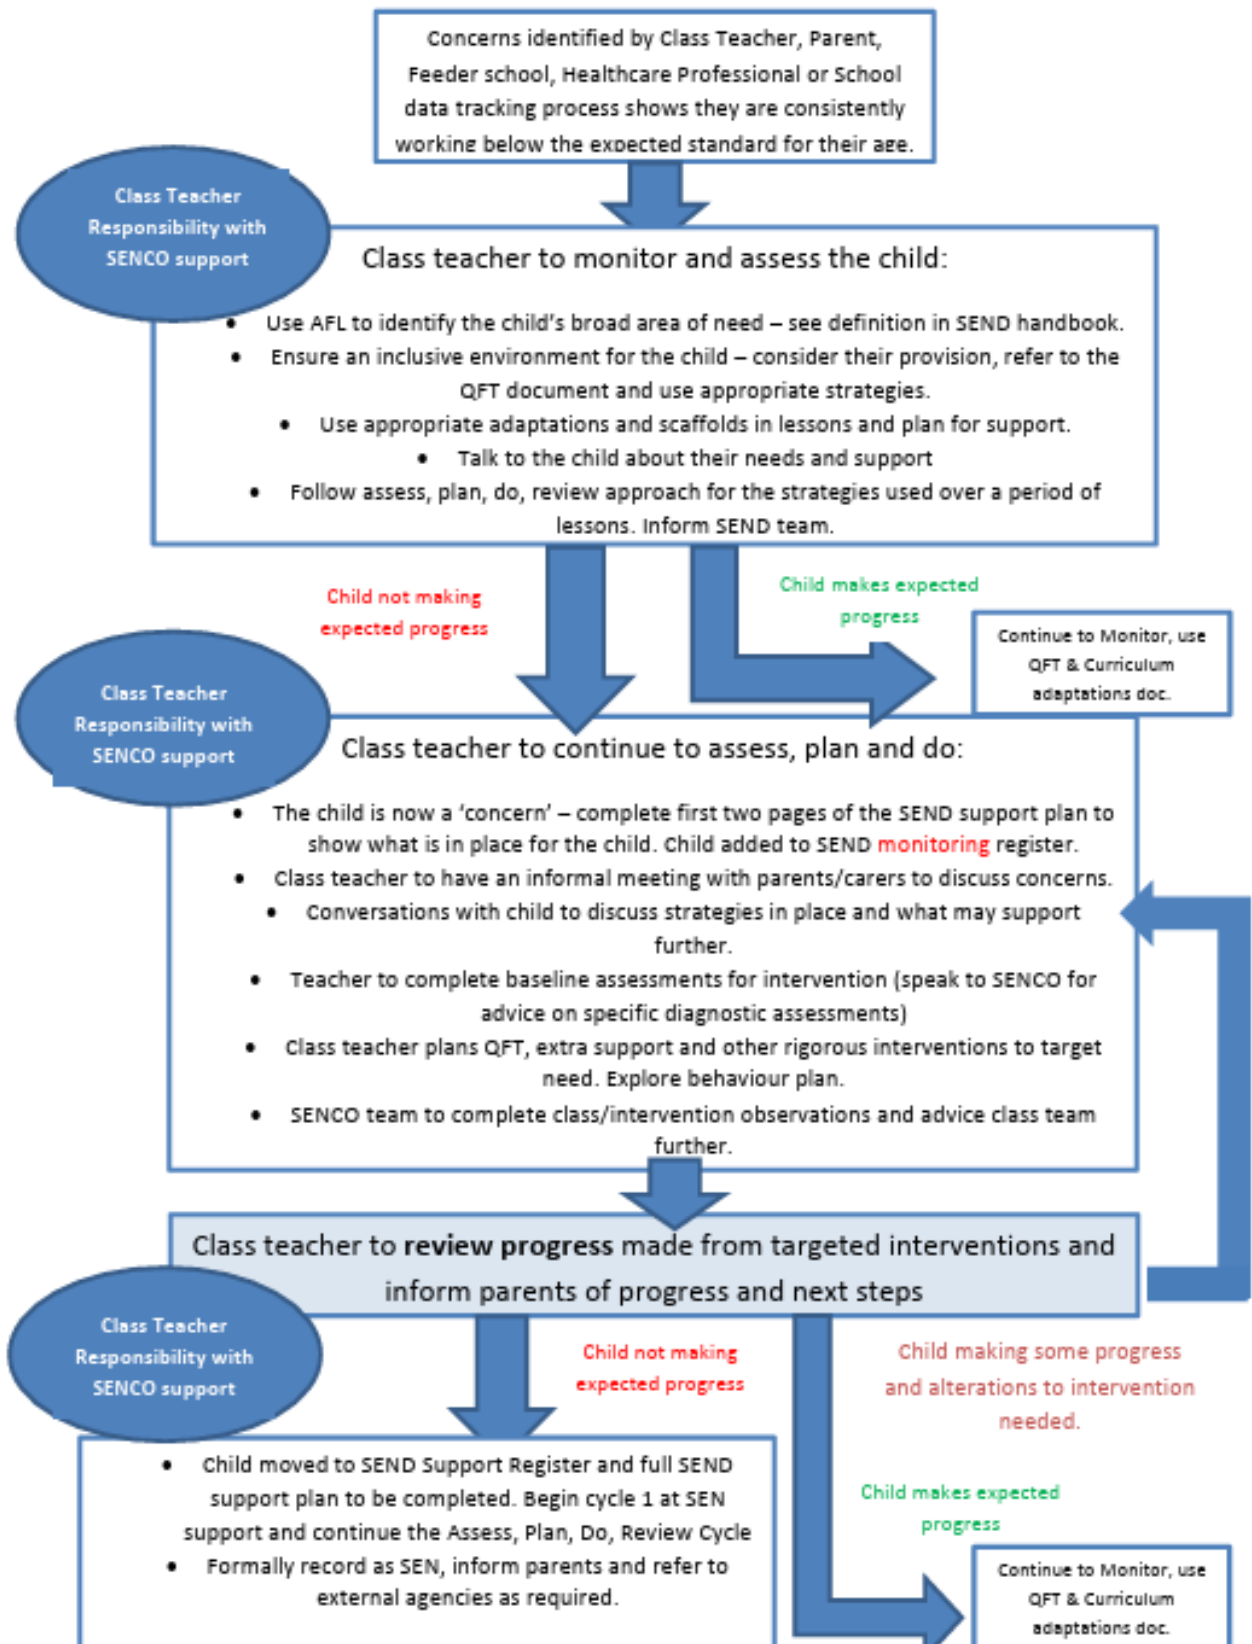 Concerns identified by Class Teacher, Parent,
Feeder school, Healthcare Professional or School
data tracking process shows they are consistently
working below the expected standard for their age.
Class Teacher
Responsibility with
SENCO support
Class teacher to monitor and assess the child:
• Use AFL to identify the child's broad area of need – see definition in SEND handbook.
• Ensure an inclusive environment for the child – consider their provision, refer to the
QFT document and use appropriate strategies.
• Use appropriate adaptations and scaffolds in lessons and plan for support.
• Talk to the child about their needs and support
• Follow assess, plan, do, review approach for the strategies used over a period of
lessons. Inform SEND team.
Child not making
expected progress
Child makes expected
progress
Continue to Monitor, use
QFT & Curriculum
adaptations doc.
Class Teacher
Responsibility with
SENCO support
Class teacher to continue to assess, plan and do:
• The child is now a 'concern' – complete first two pages of the SEND support plan to
show what is in place for the child. Child added to SEND monitoring register.
• Class teacher to have an informal meeting with parents/carers to discuss concerns.
• Conversations with child to discuss strategies in place and what may support
further.
• Teacher to complete baseline assessments for intervention (speak to SENCO for
advice on specific diagnostic assessments)
• Class teacher plans QFT, extra support and other rigorous interventions to target
need. Explore behaviour plan.
• SENCO team to complete class/intervention observations and advice class team
further.
Class teacher to review progress made from targeted interventions and
inform parents of progress and next steps
Class Teacher
Responsibility with
SENCO support
Child not making
expected progress
Child making some progress
and alterations to intervention
needed.
• Child moved to SEND Support Register and full SEND
support plan to be completed. Begin cycle 1 at SEN
support and continue the Assess, Plan, Do, Review Cycle
• Formally record as SEN, inform parents and refer to
external agencies as required.
Child makes expected
progress
Continue to Monitor, use
QFT & Curriculum
adaptations doc.